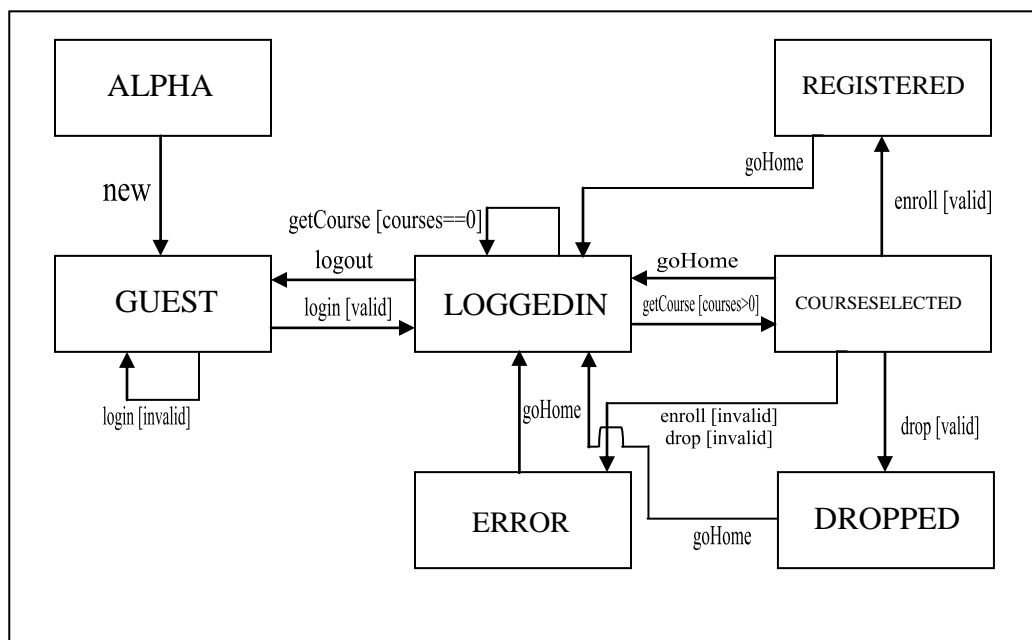 ALPHA
REGISTERED
new
goHome
enroll [valid]
getCourse [courses==0]
logout
goHome
GUEST
LOGGEDIN
COURSESELECTED
login [valid]
getCourse [courses>0]
login [invalid]
goHome
enroll [invalid]
drop [invalid]
drop [valid]
ERROR
goHome
DROPPED